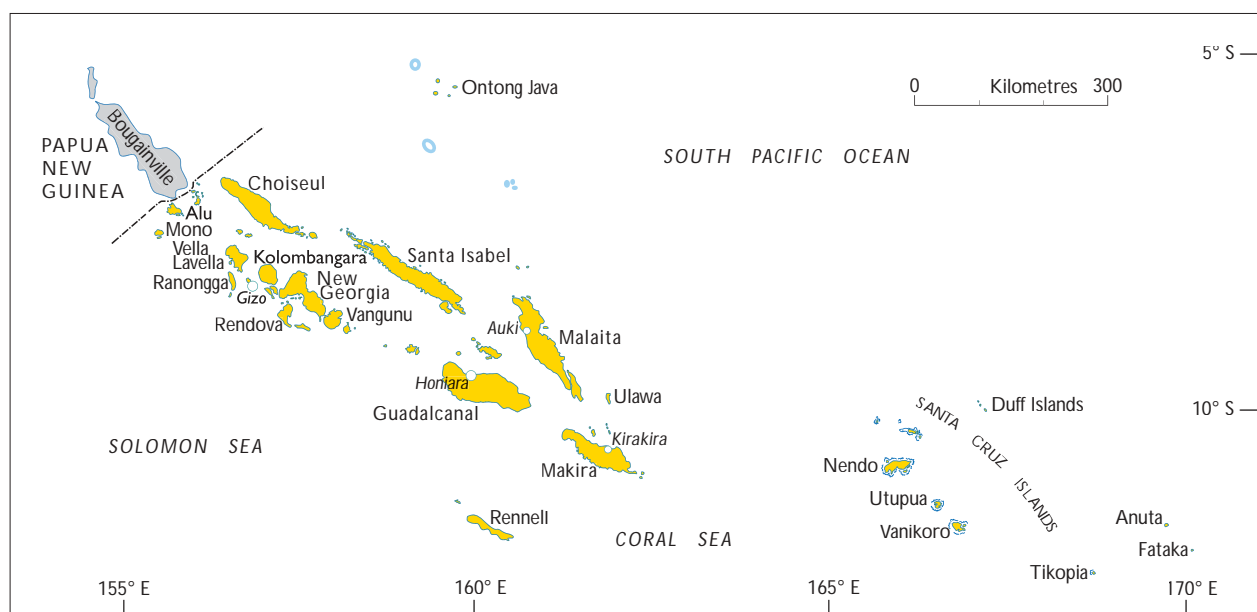 5° S
0 Kilometres 300
Ontong Java
Bougainville
PAPUA
NEW
GUINEA
SOUTH PACIFIC OCEAN
Choiseul
Alu
Mono
Vella
Lavella
Kolombangara
Santa Isabel
Ranongga
Gizo
New
Georgia
Rendova
Vangunu
Auki
Malaita
Honiara
Guadalcanal
Ulawa
SANTA CRUZ ISLANDS
Duff Islands
10° S
SOLOMON SEA
Kirakira
Makira
Nendo
Utupua
Rennell
CORAL SEA
Vanikoro
Anuta
Fataka
Tikopia
155° E
160° E
165° E
170° E